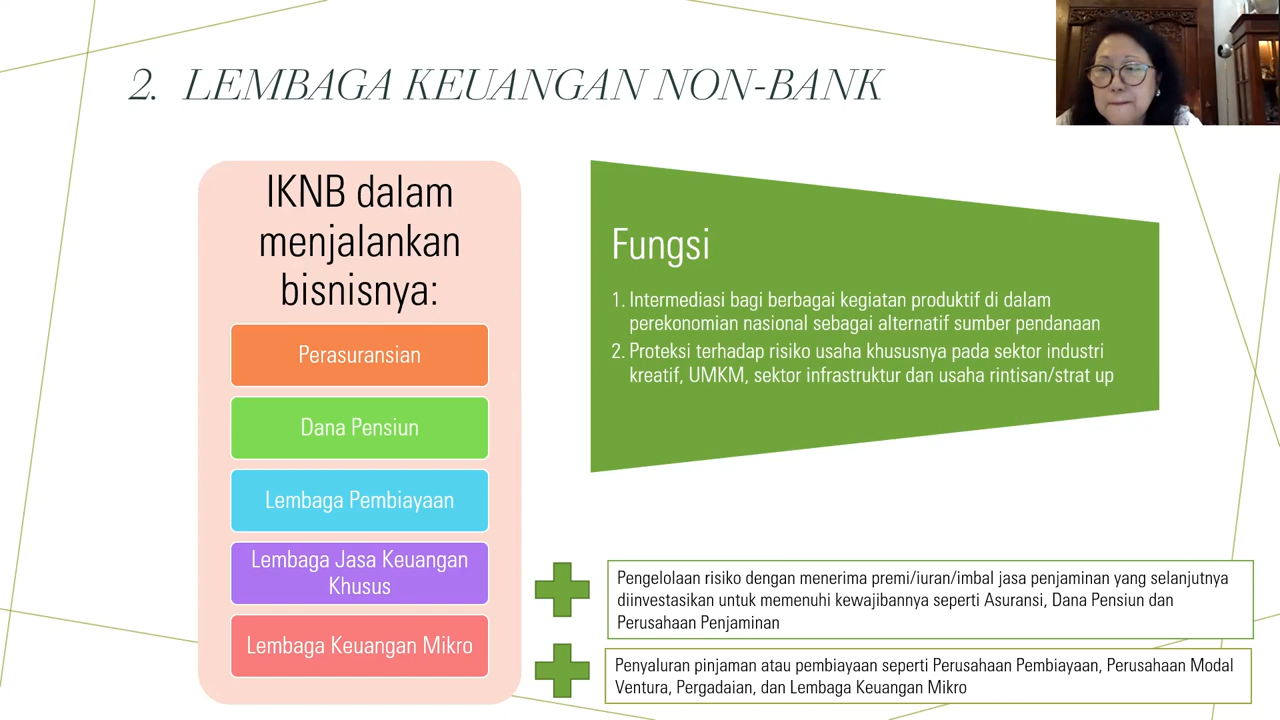 2. LEMBAGA KEUANGAN NON-BANK
IKNB dalam
menjalankan
bisnisnya:
Perasuransian
Dana Pensiun
Lembaga Pembiayaan
Lembaga Jasa Keuangan
Khusus
Lembaga Keuangan Mikro
Fungsi
1. Intermediasi bagi berbagai kegiatan produktif di dalam
perekonomian nasional sebagai alternatif sumber pendanaan
2. Proteksi terhadap risiko usaha khususnya pada sektor industri
kreatif, UMKM, sektor infrastruktur dan usaha rintisan/strat up
Pengelolaan risiko dengan menerima premi/iuran/imbal jasa penjaminan yang selanjutnya
diinvestasikan untuk memenuhi kewajibannya seperti Asuransi, Dana Pensiun dan
Perusahaan Penjaminan
Penyaluran pinjaman atau pembiayaan seperti Perusahaan Pembiayaan, Perusahaan Modal
Ventura, Pergadaian, dan Lembaga Keuangan Mikro